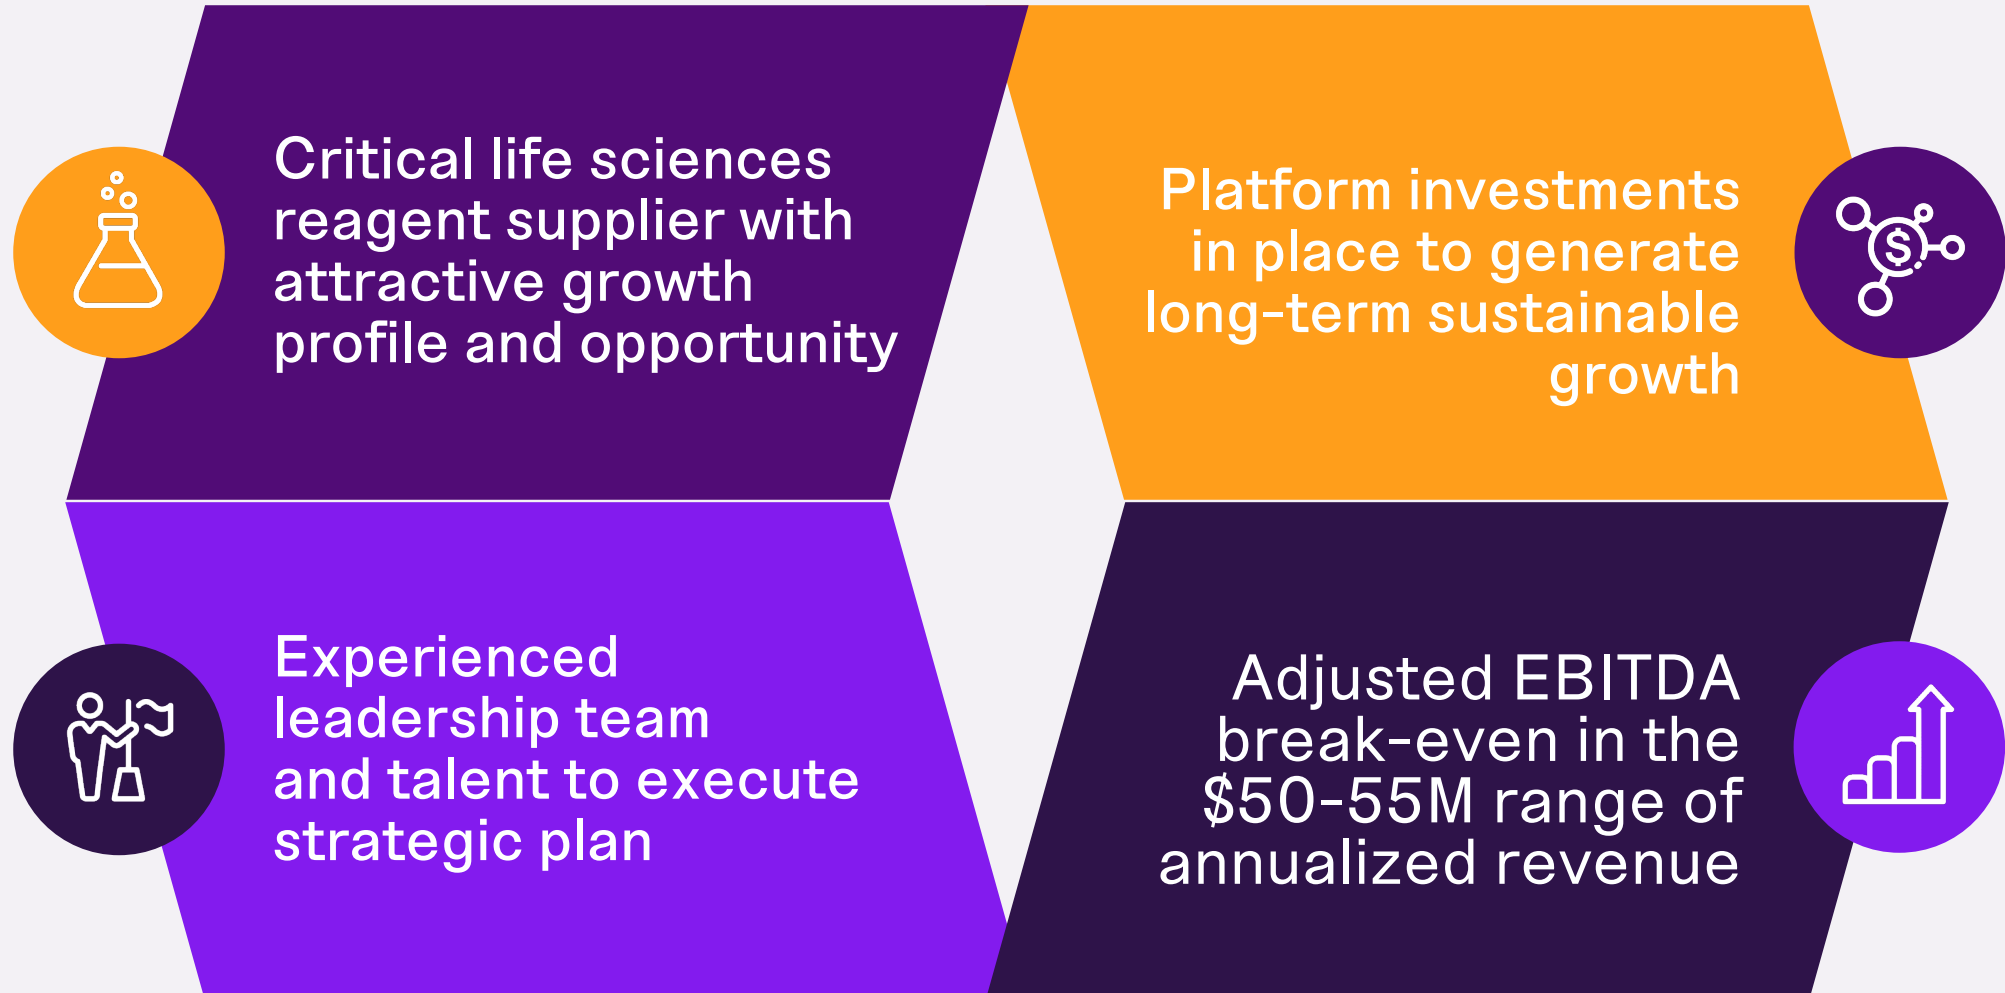 Critical life sciences
reagent supplier with
attractive growth
profile and opportunity
Platform investments
in place to generate
long-term sustainable
growth
$
Experienced
leadership team
and talent to execute
strategic plan
Adjusted EBITDA
break-even in the
$50-55M range of
annualized revenue